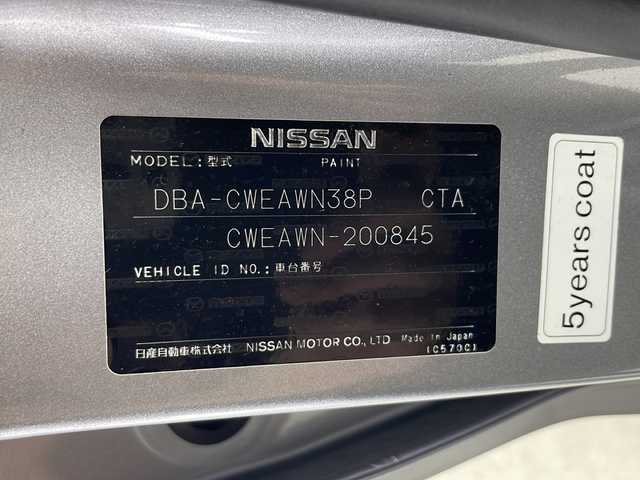 NISSAN
MODEL:型式 PAINT
DBA-CWEAWN38P CTA
CWEAWN-200845
VEHICLE ID NO.:車台番号
日産自動車株式会社 NISSAN MOTOR CO., LTD Made in Japan
(C570C)
5years coat